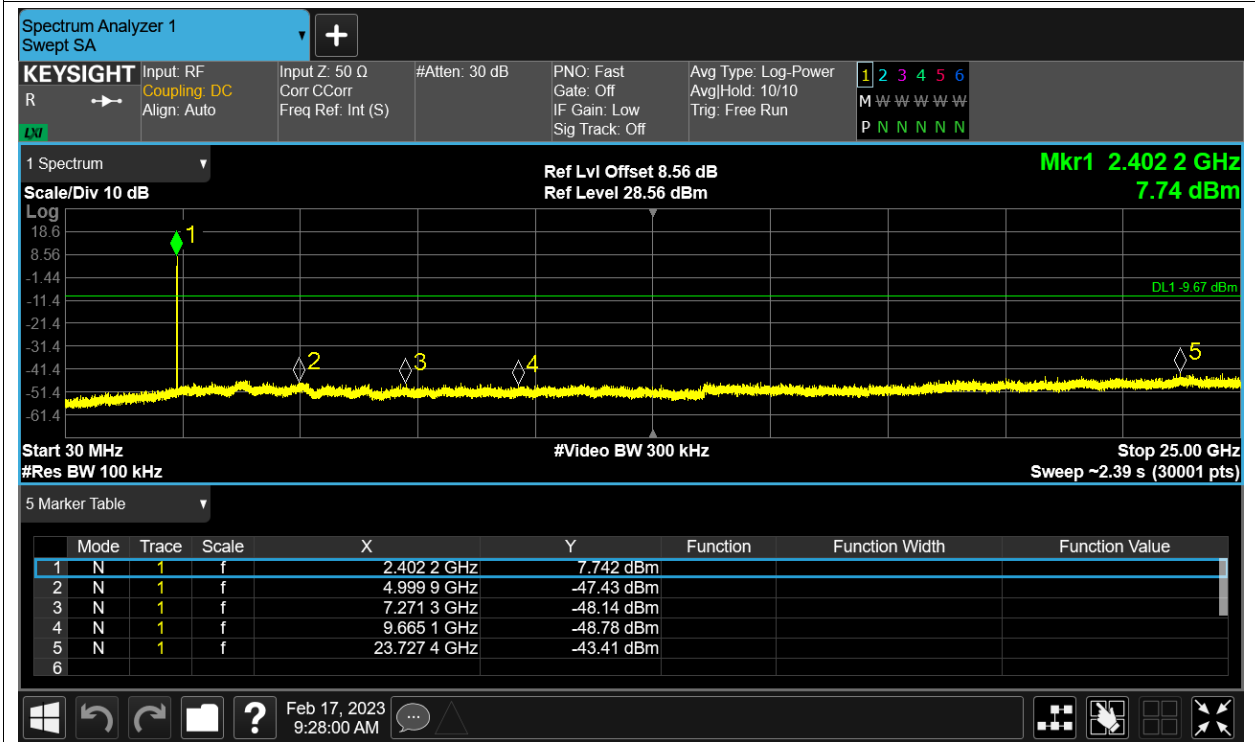 Spectrum Analyzer 1
Swept SA
+
KEYSIGHT
R
LXI
Input: RF
Coupling: DC
Align: Auto
Input Z: 50 Ω
Corr CCorr
Freq Ref: Int (S)
#Atten: 30 dB
PNO: Fast
Gate: Off
IF Gain: Low
Sig Track: Off
Avg Type: Log-Power
Avg|Hold: 10/10
Trig: Free Run
1 2 3 4 5 6
M W W W W W
P N N N N N
1 Spectrum
Scale/Div 10 dB
Ref Lvl Offset 8.56 dB
Ref Level 28.56 dBm
Mkr1 2.402 2 GHz
7.74 dBm
Log
18.6
8.56
-1.44
-11.4
-21.4
-31.4
-41.4
-51.4
-61.4
1
2
3
4
5
DL1 -9.67 dBm
Start 30 MHz
#Video BW 300 kHz
Stop 25.00 GHz
#Res BW 100 kHz
Sweep ~2.39 s (30001 pts)
5 Marker Table
Mode Trace Scale X Y Function Function Width Function Value
1 N 1 f 2.402 2 GHz 7.742 dBm
2 N 1 f 4.999 9 GHz -47.43 dBm
3 N 1 f 7.271 3 GHz -48.14 dBm
4 N 1 f 9.665 1 GHz -48.78 dBm
5 N 1 f 23.727 4 GHz -43.41 dBm
6
?
Feb 17, 2023
9:28:00 AM